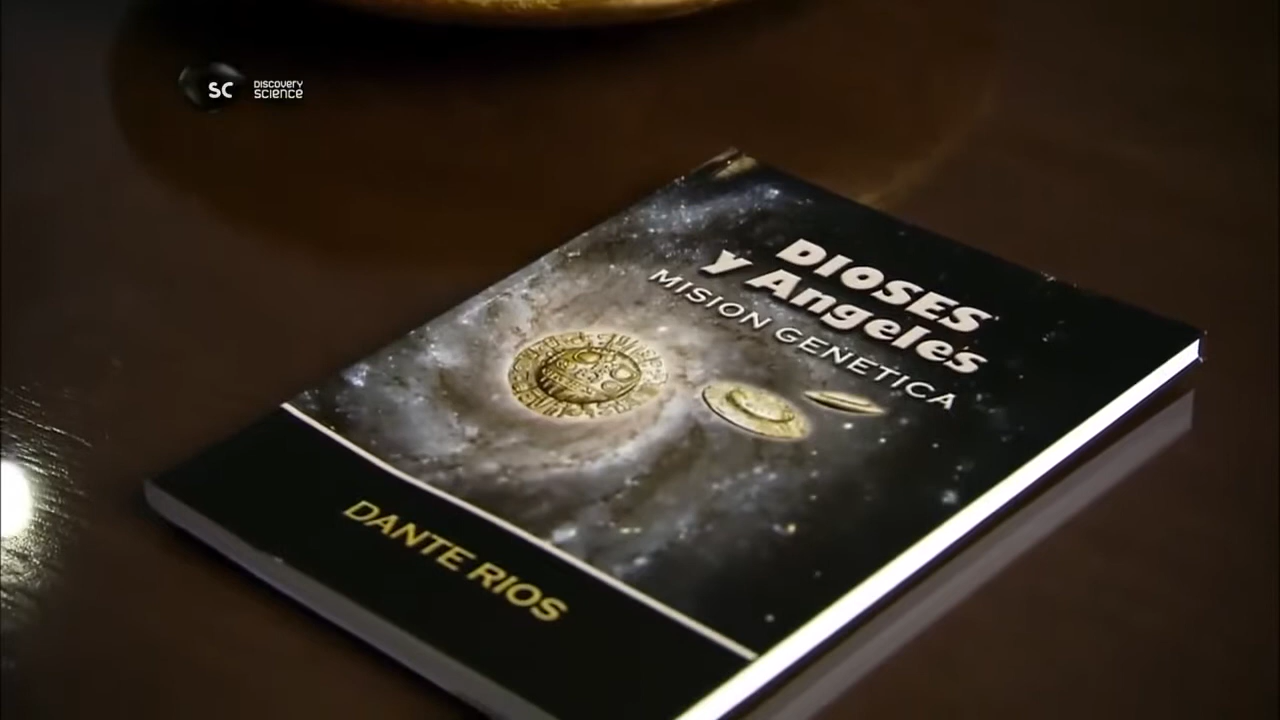 SC DISCOVERY
SCIENCE
DIOSES
y Angeles
MISION GENETICA
DANTE RIOS